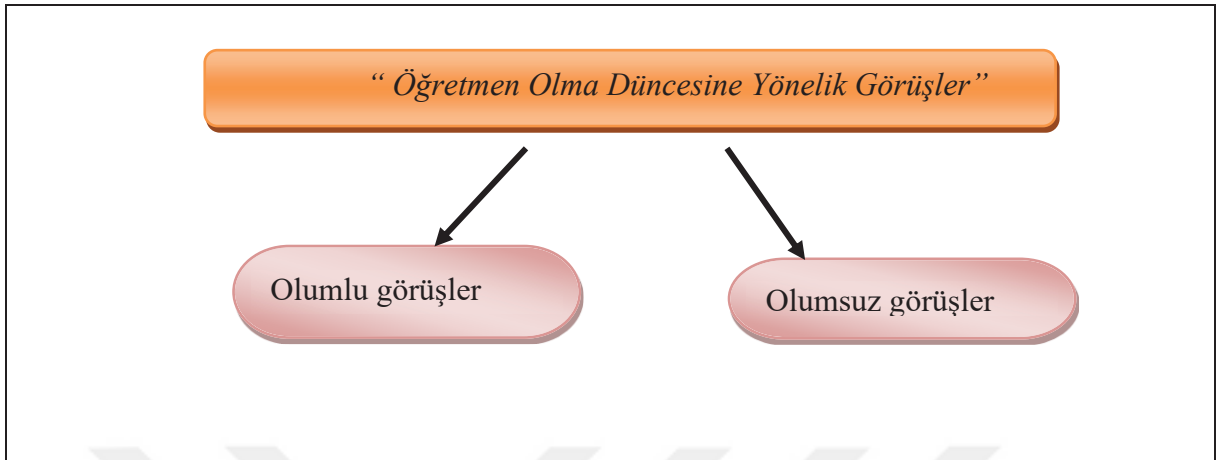 “ Öğretmen Olma Düncesine Yönelik Görüşler”
Olumlu görüşler
Olumsuz görüşler